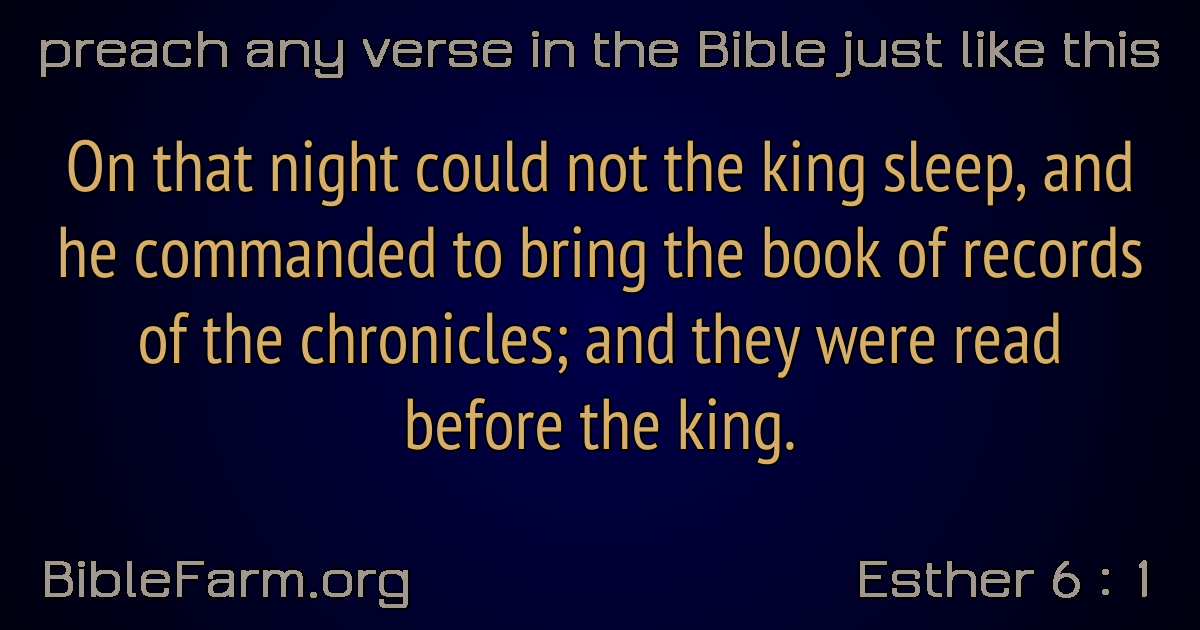 preach any verse in the Bible just like this
On that night could not the king sleep, and
he commanded to bring the book of records
of the chronicles; and they were read
before the king.
BibleFarm.org
Esther 6 : 1